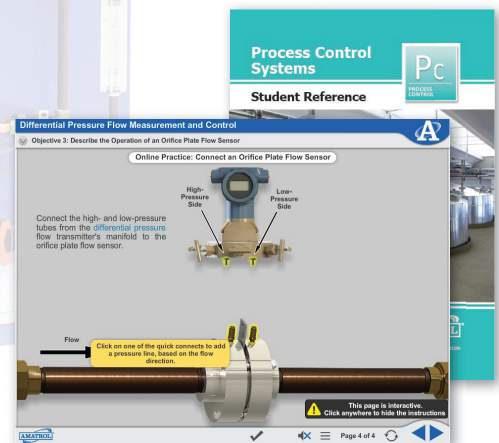 Process Control
Systems
Pc
PROCESS
CONTROL
Student Reference
Differential Pressure Flow Measurement and Control
A
Objective 3: Describe the Operation of an Orifice Plate Flow Sensor
Online Practice: Connect an Orifice Plate Flow Sensor
High-
Pressure
Side
Low-
Pressure
Side
Connect the high- and low-pressure
tubes from the differential pressure
flow transmitter's manifold to the
orifice plate flow sensor.
T
T
Flow
Click on one of the quick connects to add
a pressure line, based on the flow
direction.
This page is interactive.
Click anywhere to hide the instructions
AMATROL
Page 4 of 4